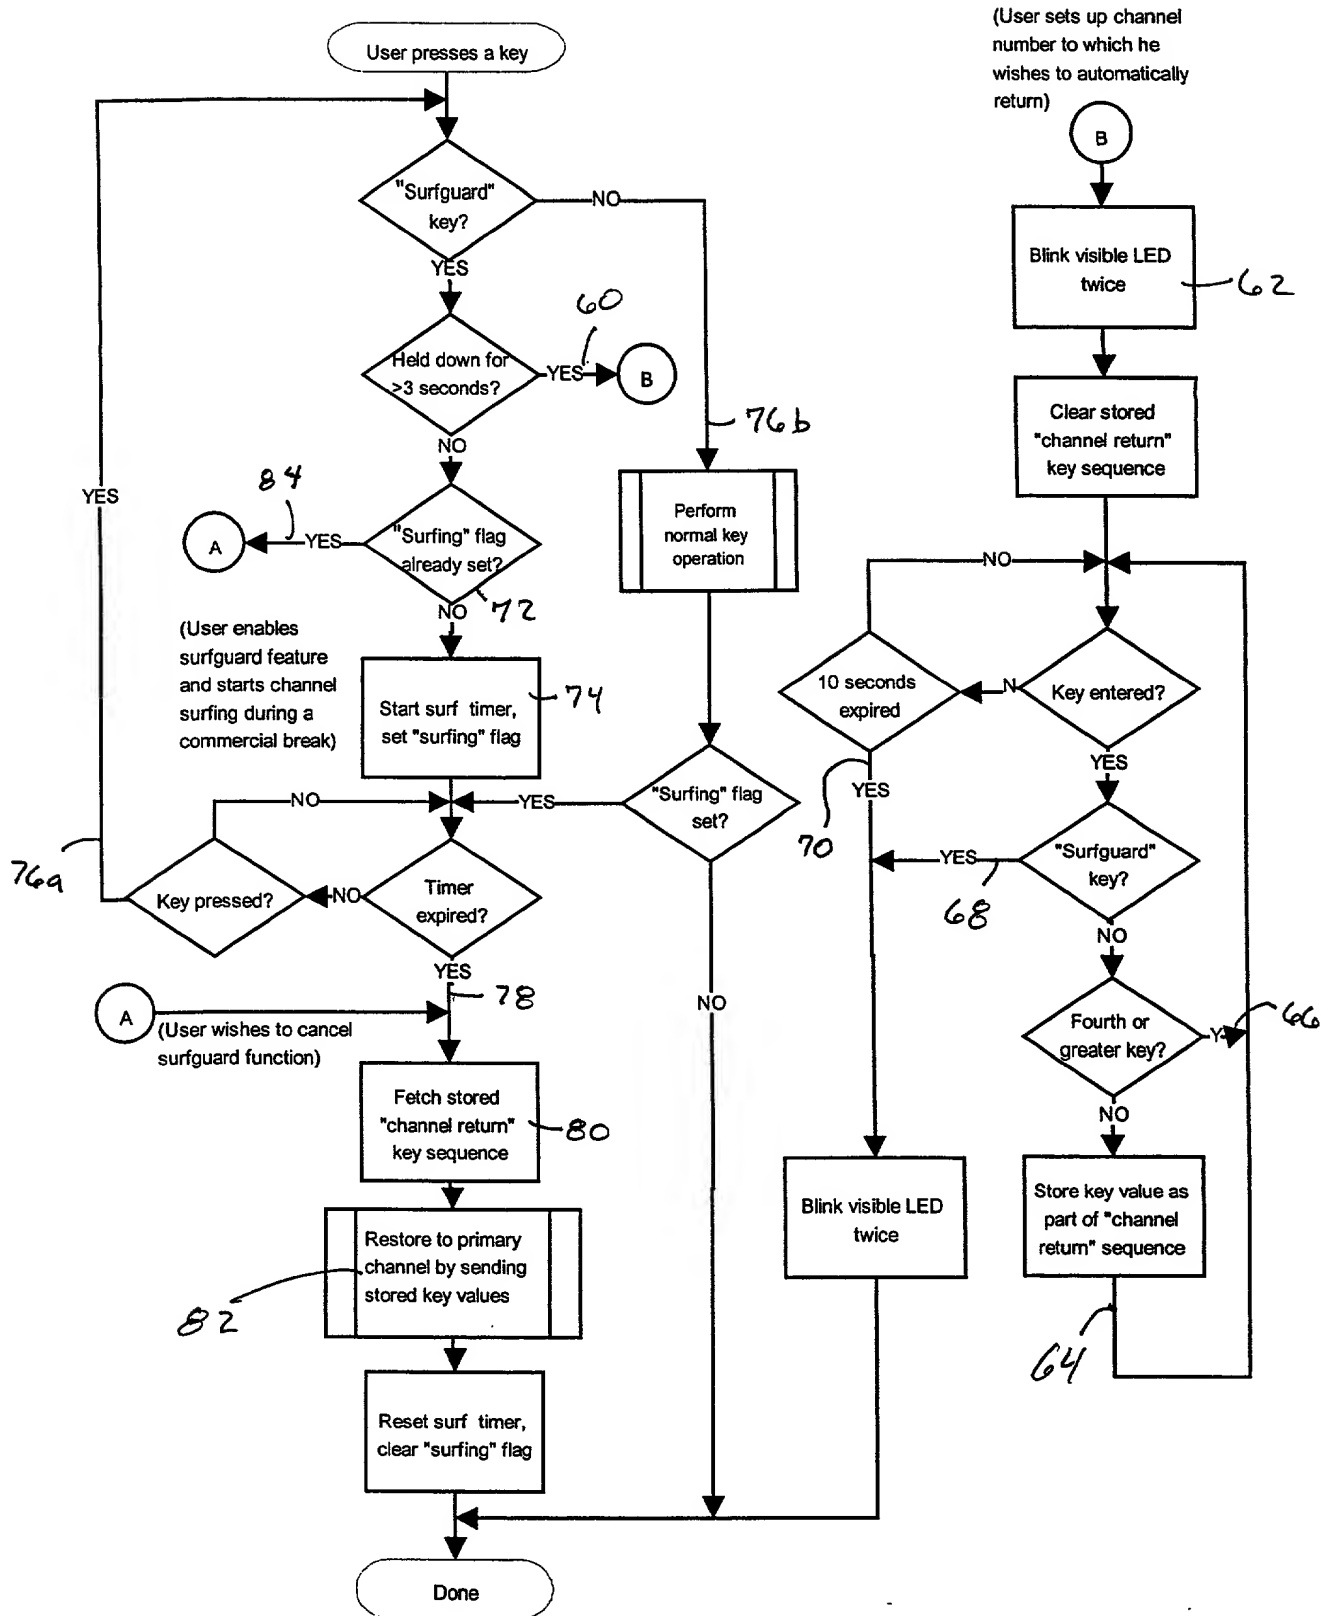 User presses a key
"Surfguard"
key?
NO
YES
Held down for
>3 seconds?
YES
60
B
NO
76b
84
A
YES
"Surfing" flag
already set?
72
NO
YES
Perform
normal key
operation
(User enables
surfguard feature
and starts channel
surfing during a
commercial break)
Start surf timer,
set "surfing" flag
74
NO
YES
"Surfing" flag
set?
76a
Key pressed?
NO
Timer
expired?
YES
78
NO
A
(User wishes to cancel
surfguard function)
Fetch stored
"channel return"
key sequence
80
Restore to primary
channel by sending
stored key values
82
Reset surf timer,
clear "surfing" flag
Done
(User sets up channel
number to which he
wishes to automatically
return)
B
Blink visible LED
twice
62
Clear stored
"channel return"
key sequence
NO
10 seconds
expired
N
Key entered?
70
YES
YES
YES
68
"Surfguard"
key?
NO
Fourth or
greater key?
Y
66
NO
Store key value as
part of "channel
return" sequence
64
Blink visible LED
twice